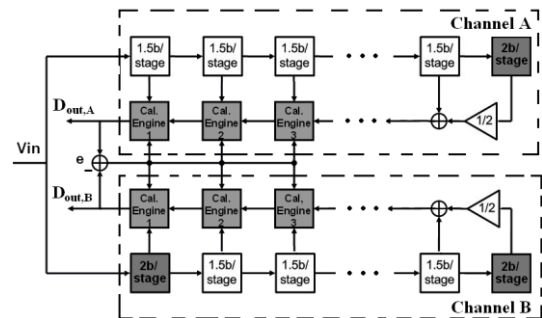 Channel A
1.5b/
stage
1.5b/
stage
1.5b/
stage
1.5b/
stage
2b/
stage
Dout,A
Cal.
Engine
1
Cal.
Engine
2
Cal.
Engine
3
1/2
Vin
e
Dout,B
Cal.
Engine
1
Cal.
Engine
2
Cal.
Engine
3
1/2
2b/
stage
1.5b/
stage
1.5b/
stage
1.5b/
stage
2b/
stage
Channel B